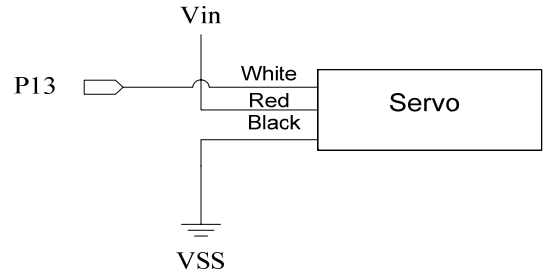 Vin
P13
White
Red
Black
Servo
VSS